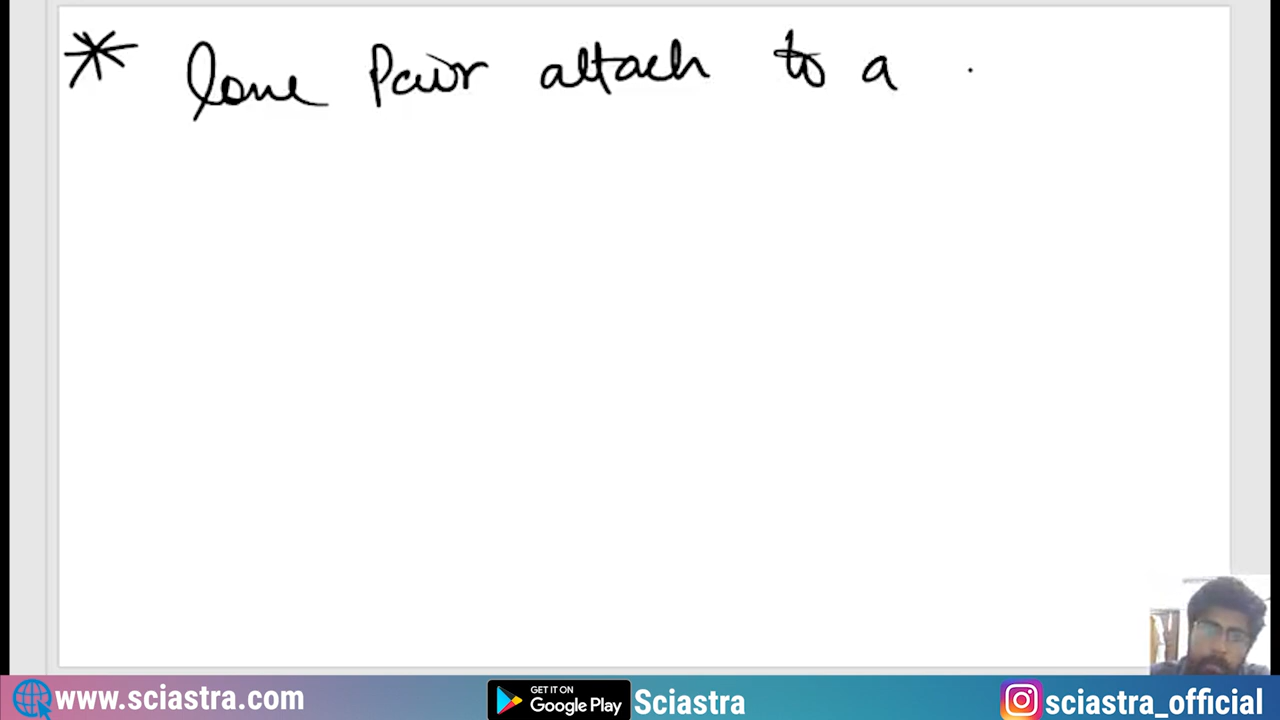 * lone Pair attach to a
www.sciastra.com
GET IT ON
Google Play
Sciastra
sciastra_official